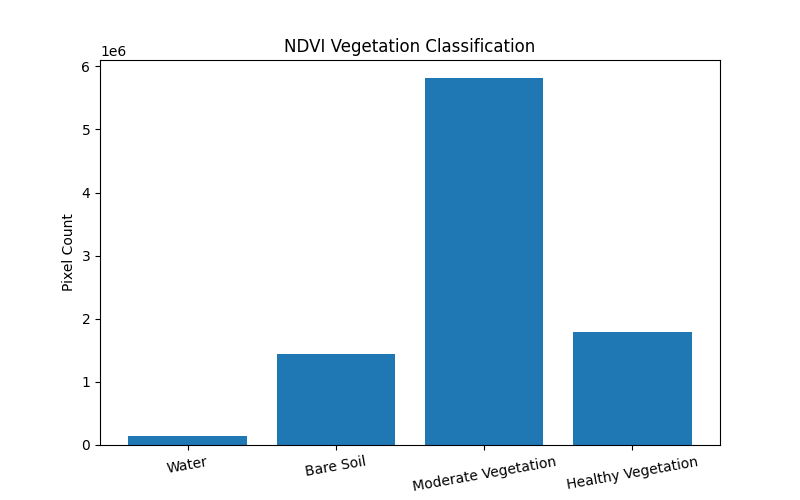 NDVI Vegetation Classification
1e6
6
5
4
3
2
1
0
Pixel Count
Water
Bare Soil
Moderate Vegetation
Healthy Vegetation